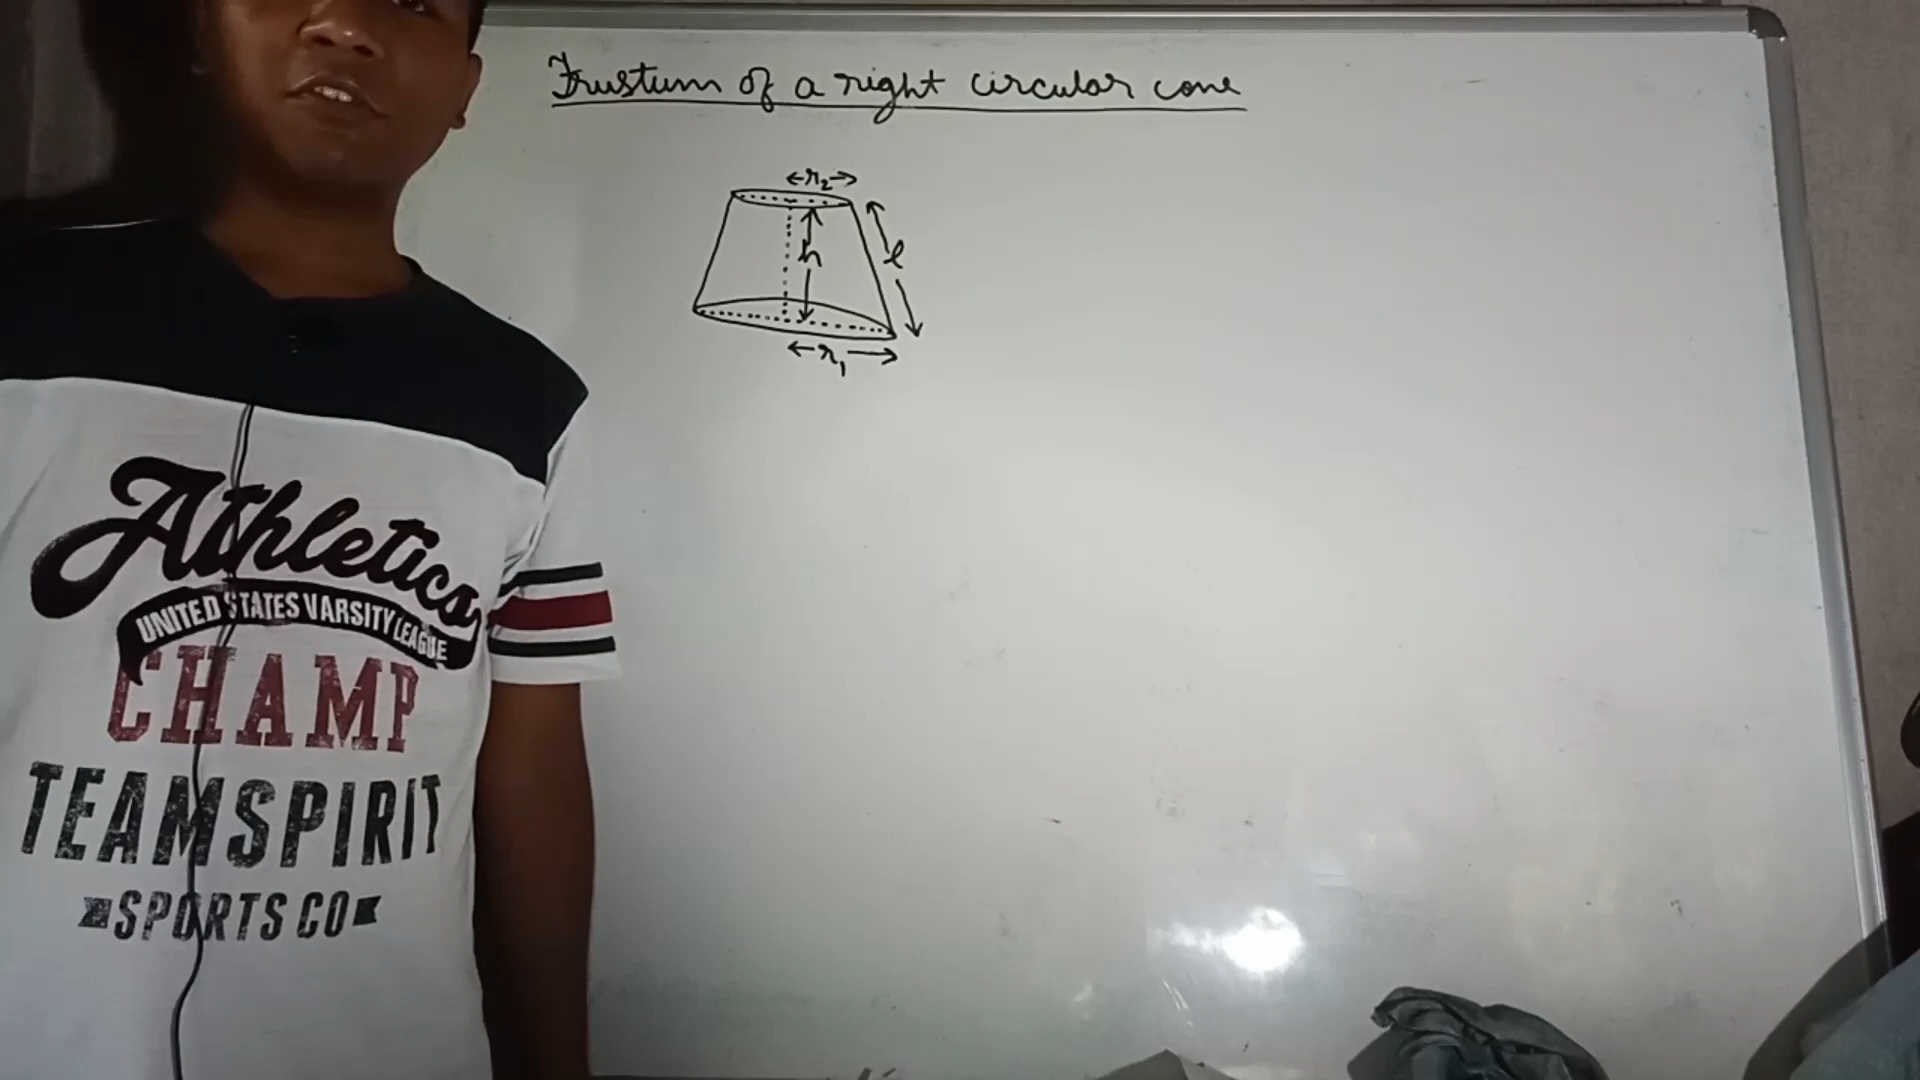 Frustum of a right circular cone
r₂
h
l
r₁
Athletics
UNITED STATES VARSITY LEAGUE
CHAMP
TEAMSPIRIT
SPORTS CO